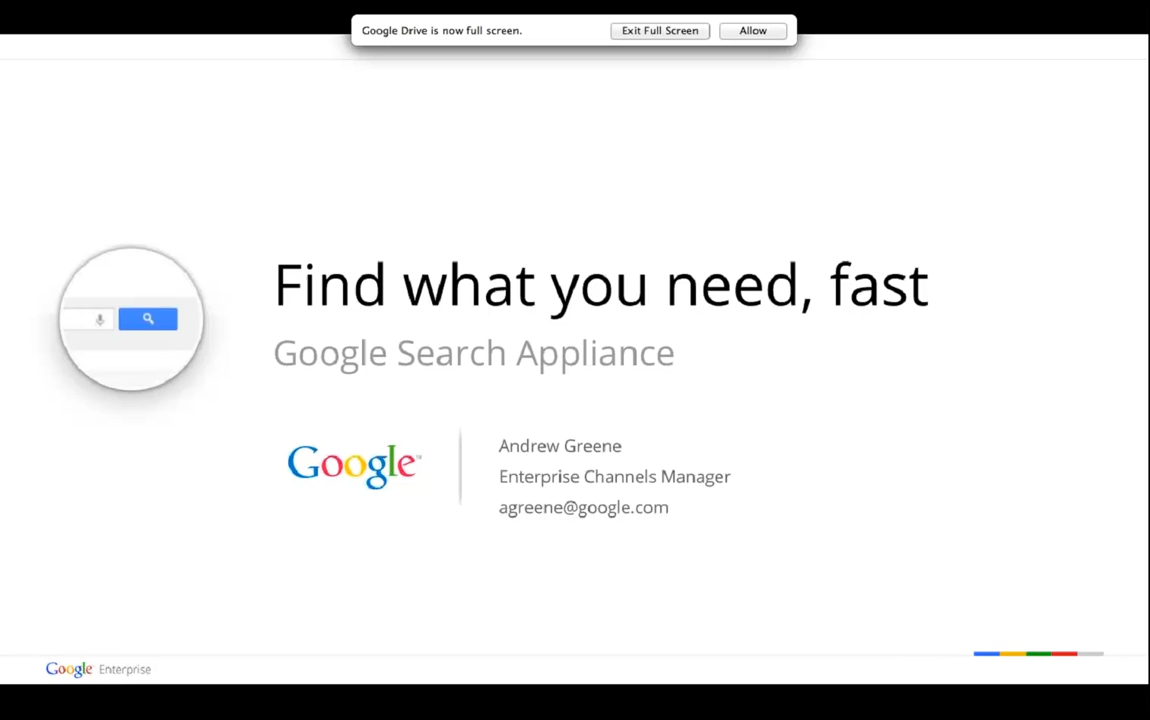 Google Drive is now full screen. Exit Full Screen Allow
Find what you need, fast
Google Search Appliance
Google™
Andrew Greene
Enterprise Channels Manager
agreene@google.com
Google Enterprise